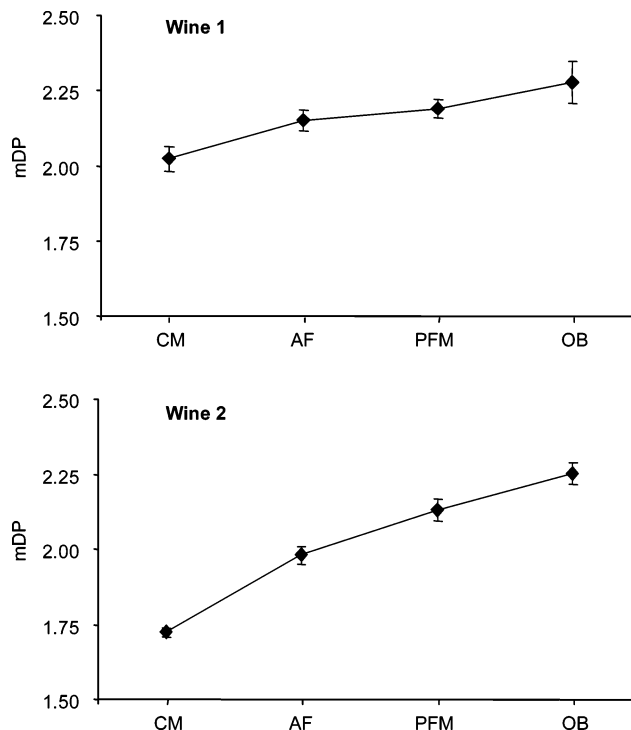 2.50
Wine 1
2.25
mDP
2.00
1.75
1.50
CM AF PFM OB
2.50
Wine 2
2.25
mDP
2.00
1.75
1.50
CM AF PFM OB